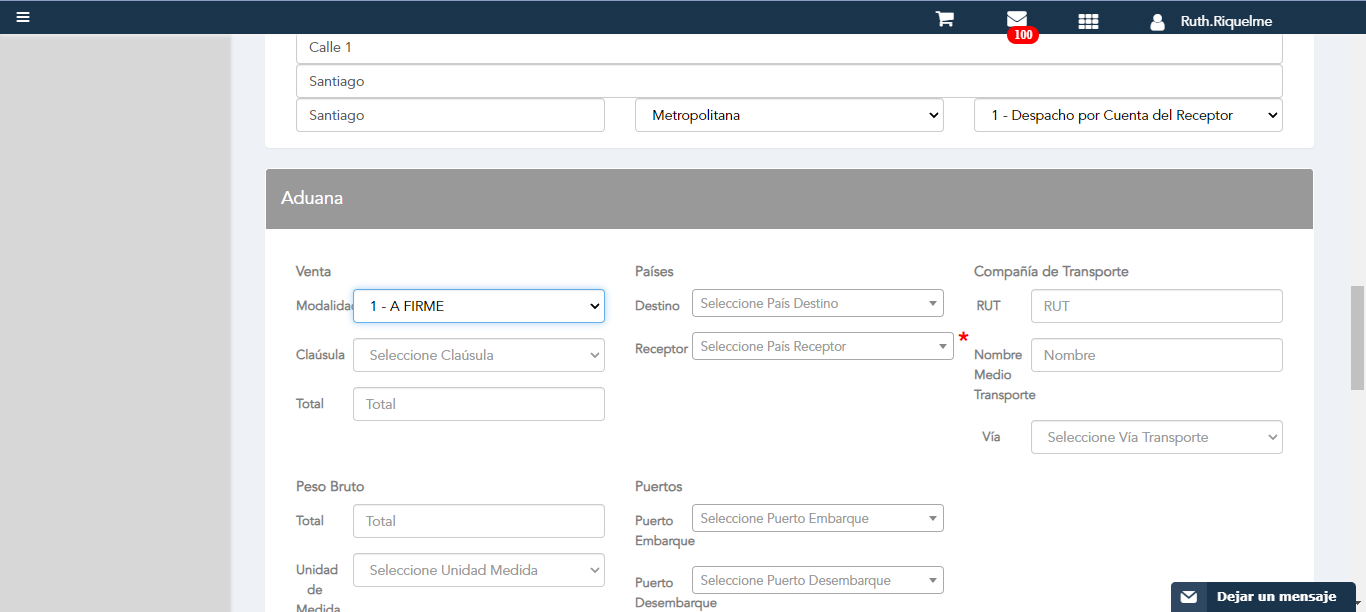 Ruth.Riquelme
100
Calle 1
Santiago
Santiago Metropolitana 1 - Despacho por Cuenta del Receptor
Aduana
Venta
Modalidad 1 - A FIRME
Claúsula Seleccione Claúsula
Total Total
Países
Destino Seleccione País Destino
Receptor Seleccione País Receptor *
Compañía de Transporte
RUT RUT
Nombre Nombre
Medio
Transporte
Vía Seleccione Vía Transporte
Peso Bruto
Total Total
Unidad Seleccione Unidad Medida
de
Medida
Puertos
Puerto Seleccione Puerto Embarque
Embarque
Puerto Seleccione Puerto Desembarque
Desembarque
Dejar un mensaje